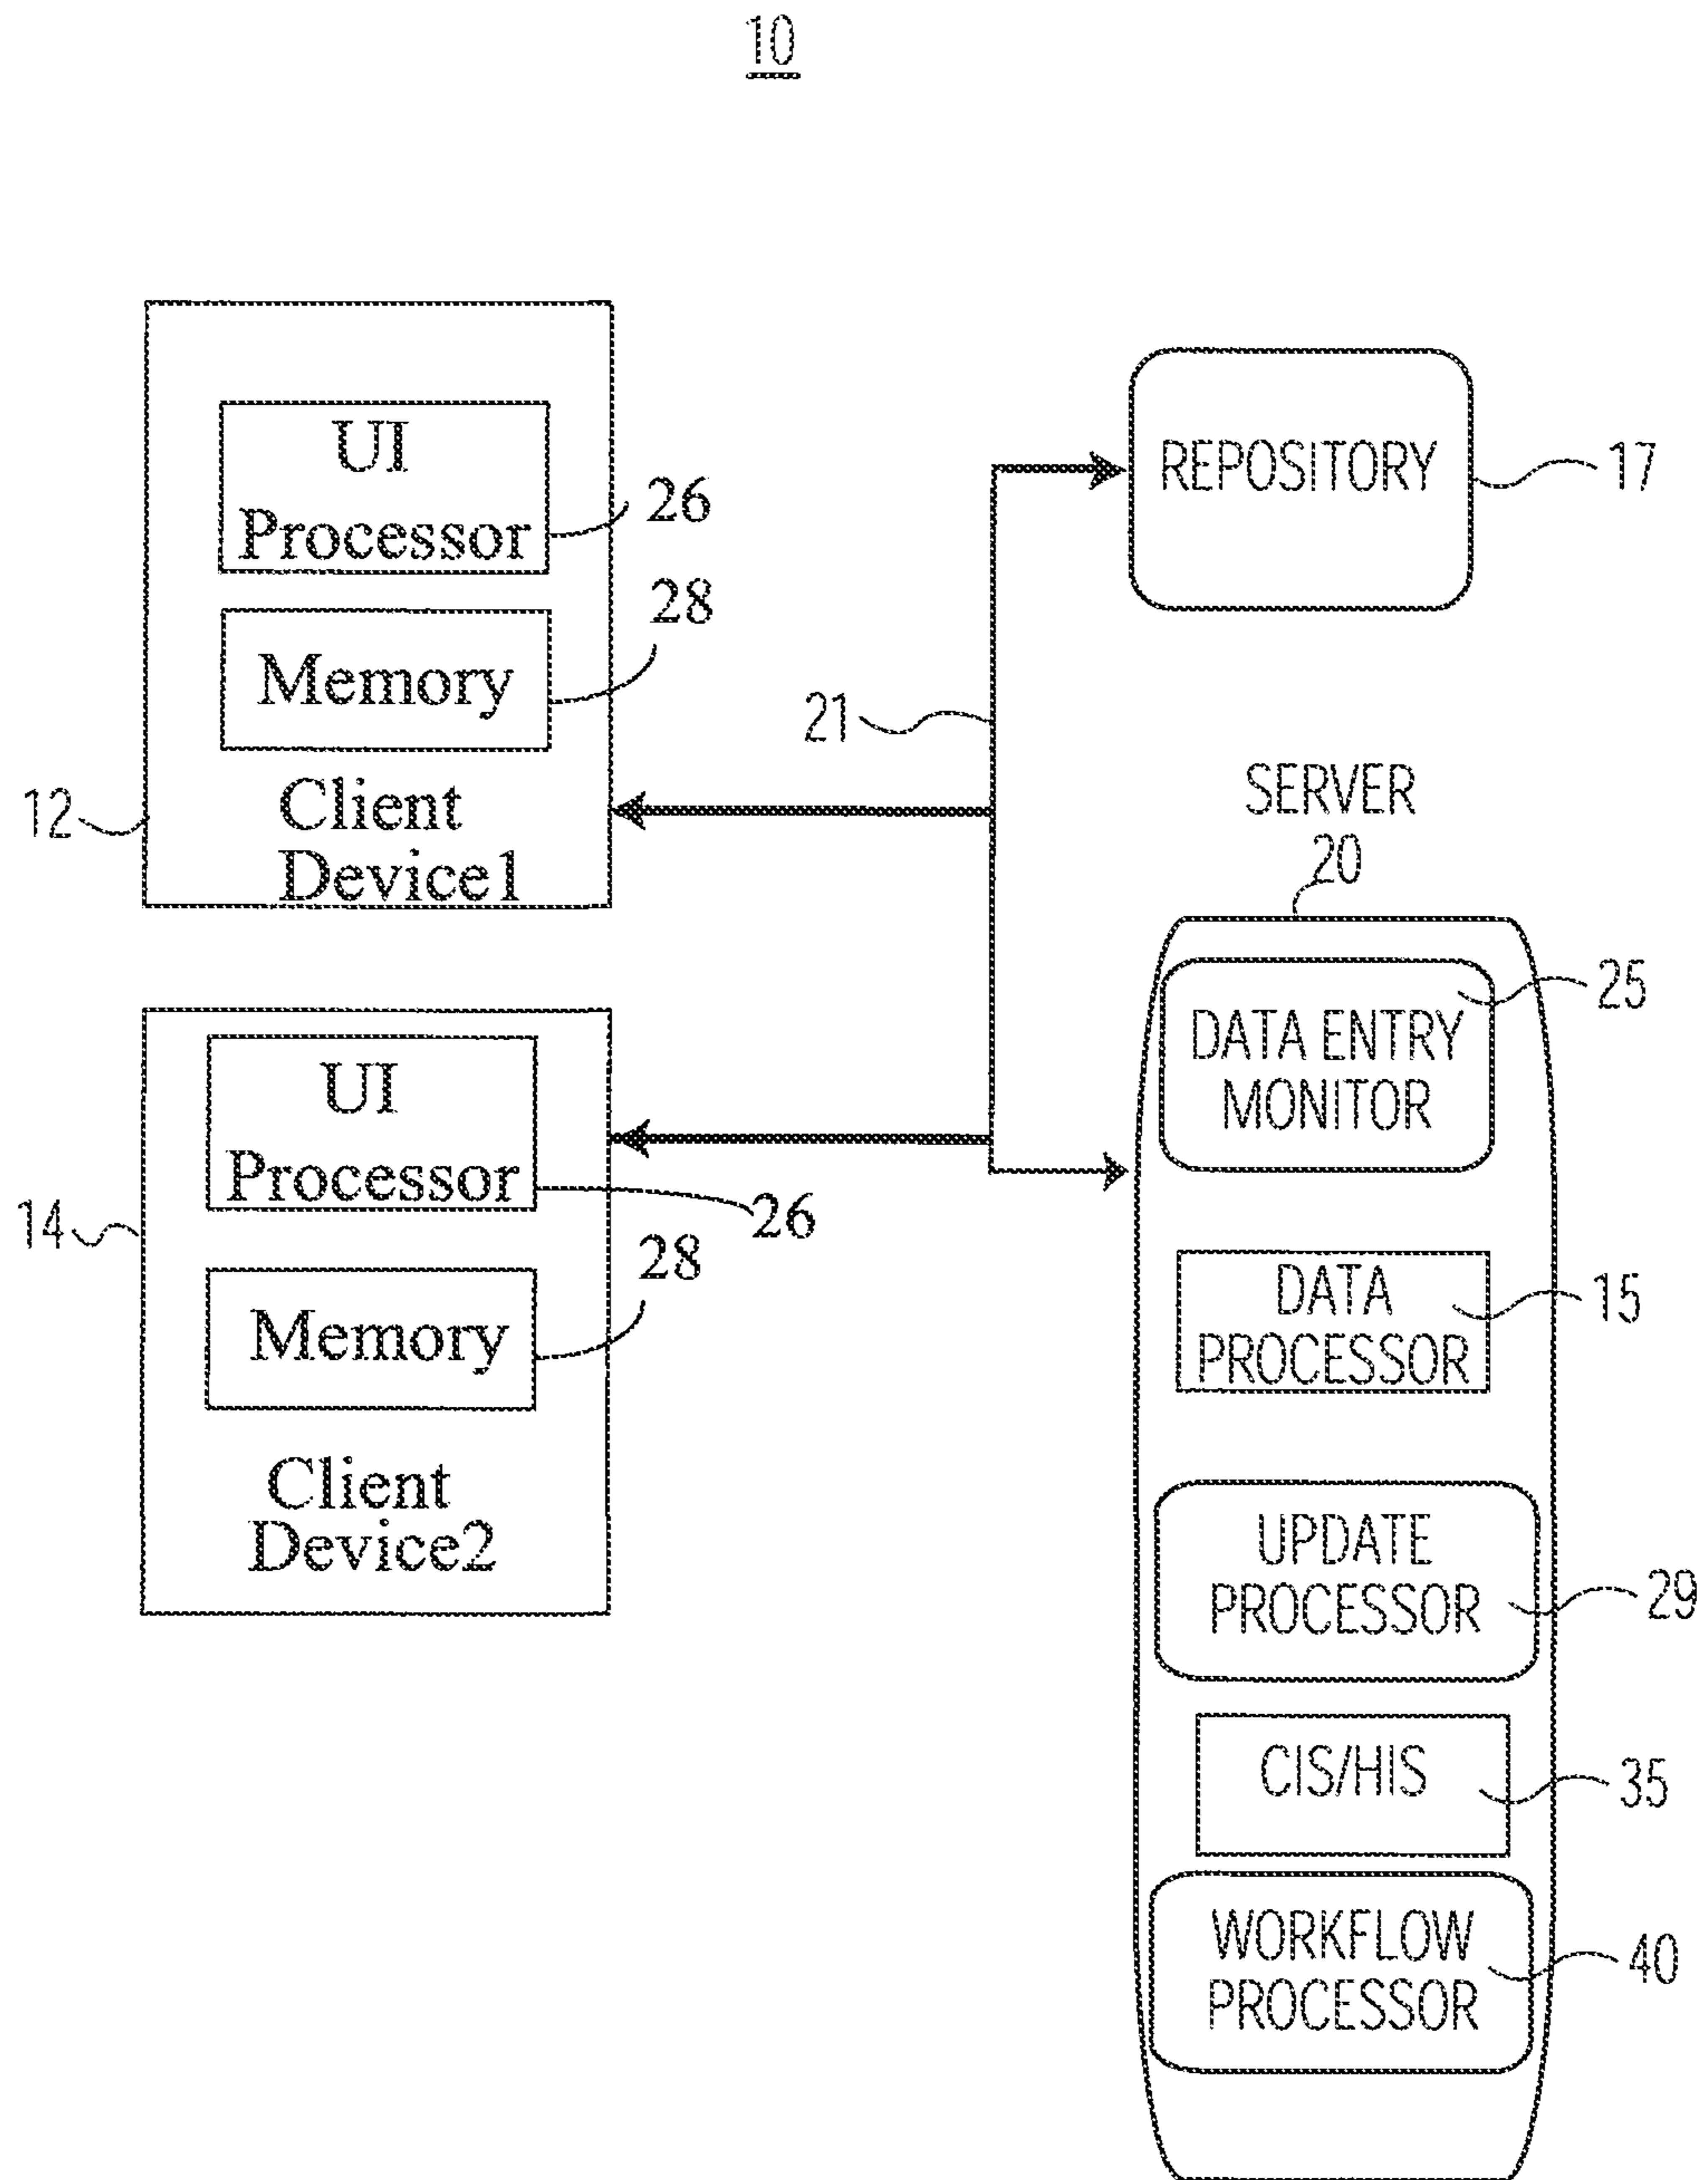 10
UI
Processor
26
28
Memory
12
Client
Device1
REPOSITORY
17
21
SERVER
20
UI
Processor
26
14
28
Memory
Client
Device2
25
DATA ENTRY
MONITOR
DATA
PROCESSOR
15
UPDATE
PROCESSOR
29
CIS/HIS
35
WORKFLOW
PROCESSOR
40